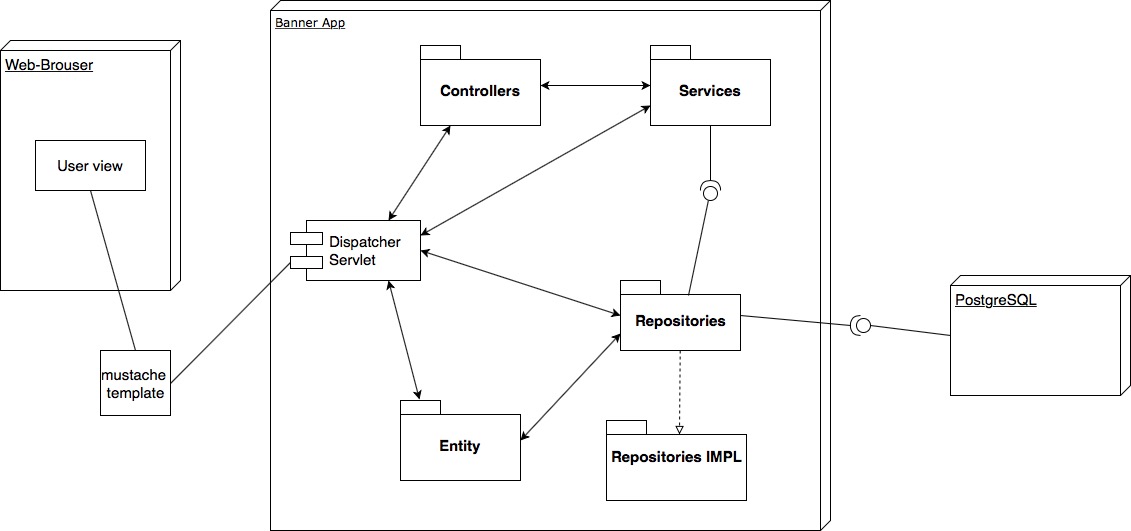 Banner App
Web-Brouser
Controllers
Services
User view
Dispatcher
Servlet
PostgreSQL
Repositories
mustache
template
Entity
Repositories IMPL